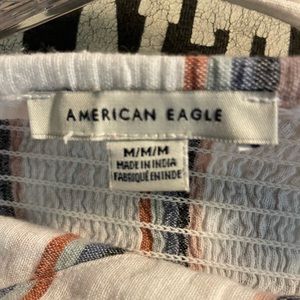 AMERICAN EAGLE
M/M/M
MADE IN INDIA
FABRIQUÉ EN INDE